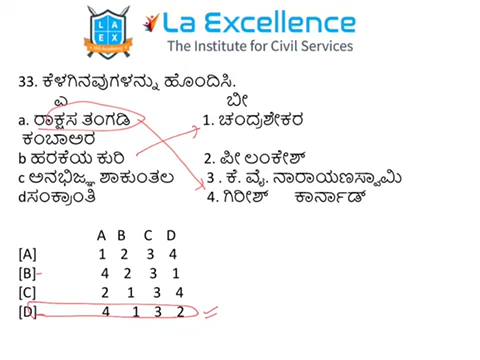 La Excellence
The Institute for Civil Services
33. ಕೆಳಗಿನವುಗಳನ್ನು ಹೊಂದಿಸಿ.
ಎ ಬೀ
a. ರಾಕ್ಷಸ ತಂಗಡಿ 1. ಚಂದ್ರಶೇಕರ
ಕಂಬಾಅರ
b ಹರಕೆಯ ಕುರಿ 2. ಪೀ ಲಂಕೇಶ್
c ಅನಭಿಜ್ಞ ಶಾಕುಂತಲ 3. ಕೆ. ವೈ. ನಾರಾಯಣಸ್ವಾಮಿ
dಸಂಕ್ರಾಂತಿ 4. ಗಿರೀಶ್ ಕಾರ್ನಾಡ್
A B C D
[A] 1 2 3 4
[B] 4 2 3 1
[C] 2 1 3 4
[D] 4 1 3 2